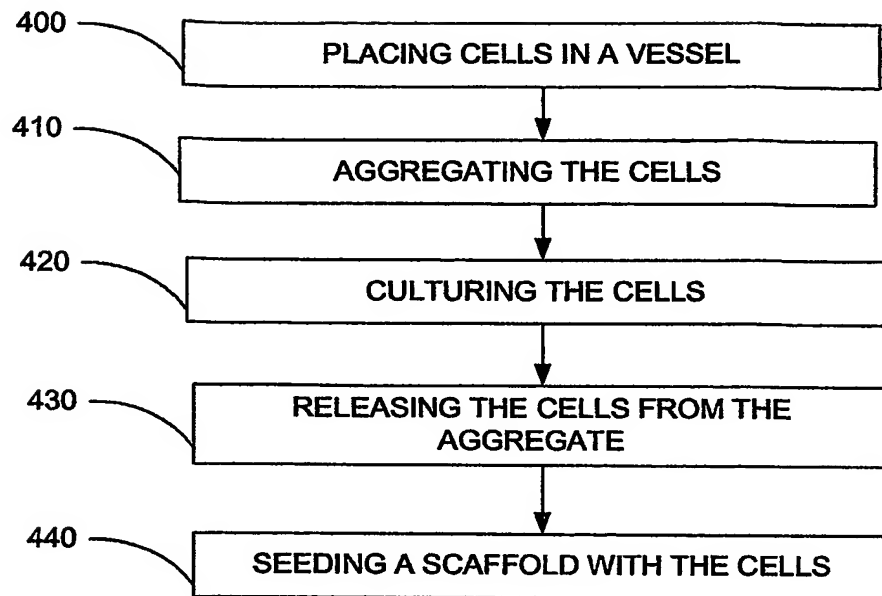 400
PLACING CELLS IN A VESSEL
410
AGGREGATING THE CELLS
420
CULTURING THE CELLS
430
RELEASING THE CELLS FROM THE
AGGREGATE
440
SEEDING A SCAFFOLD WITH THE CELLS